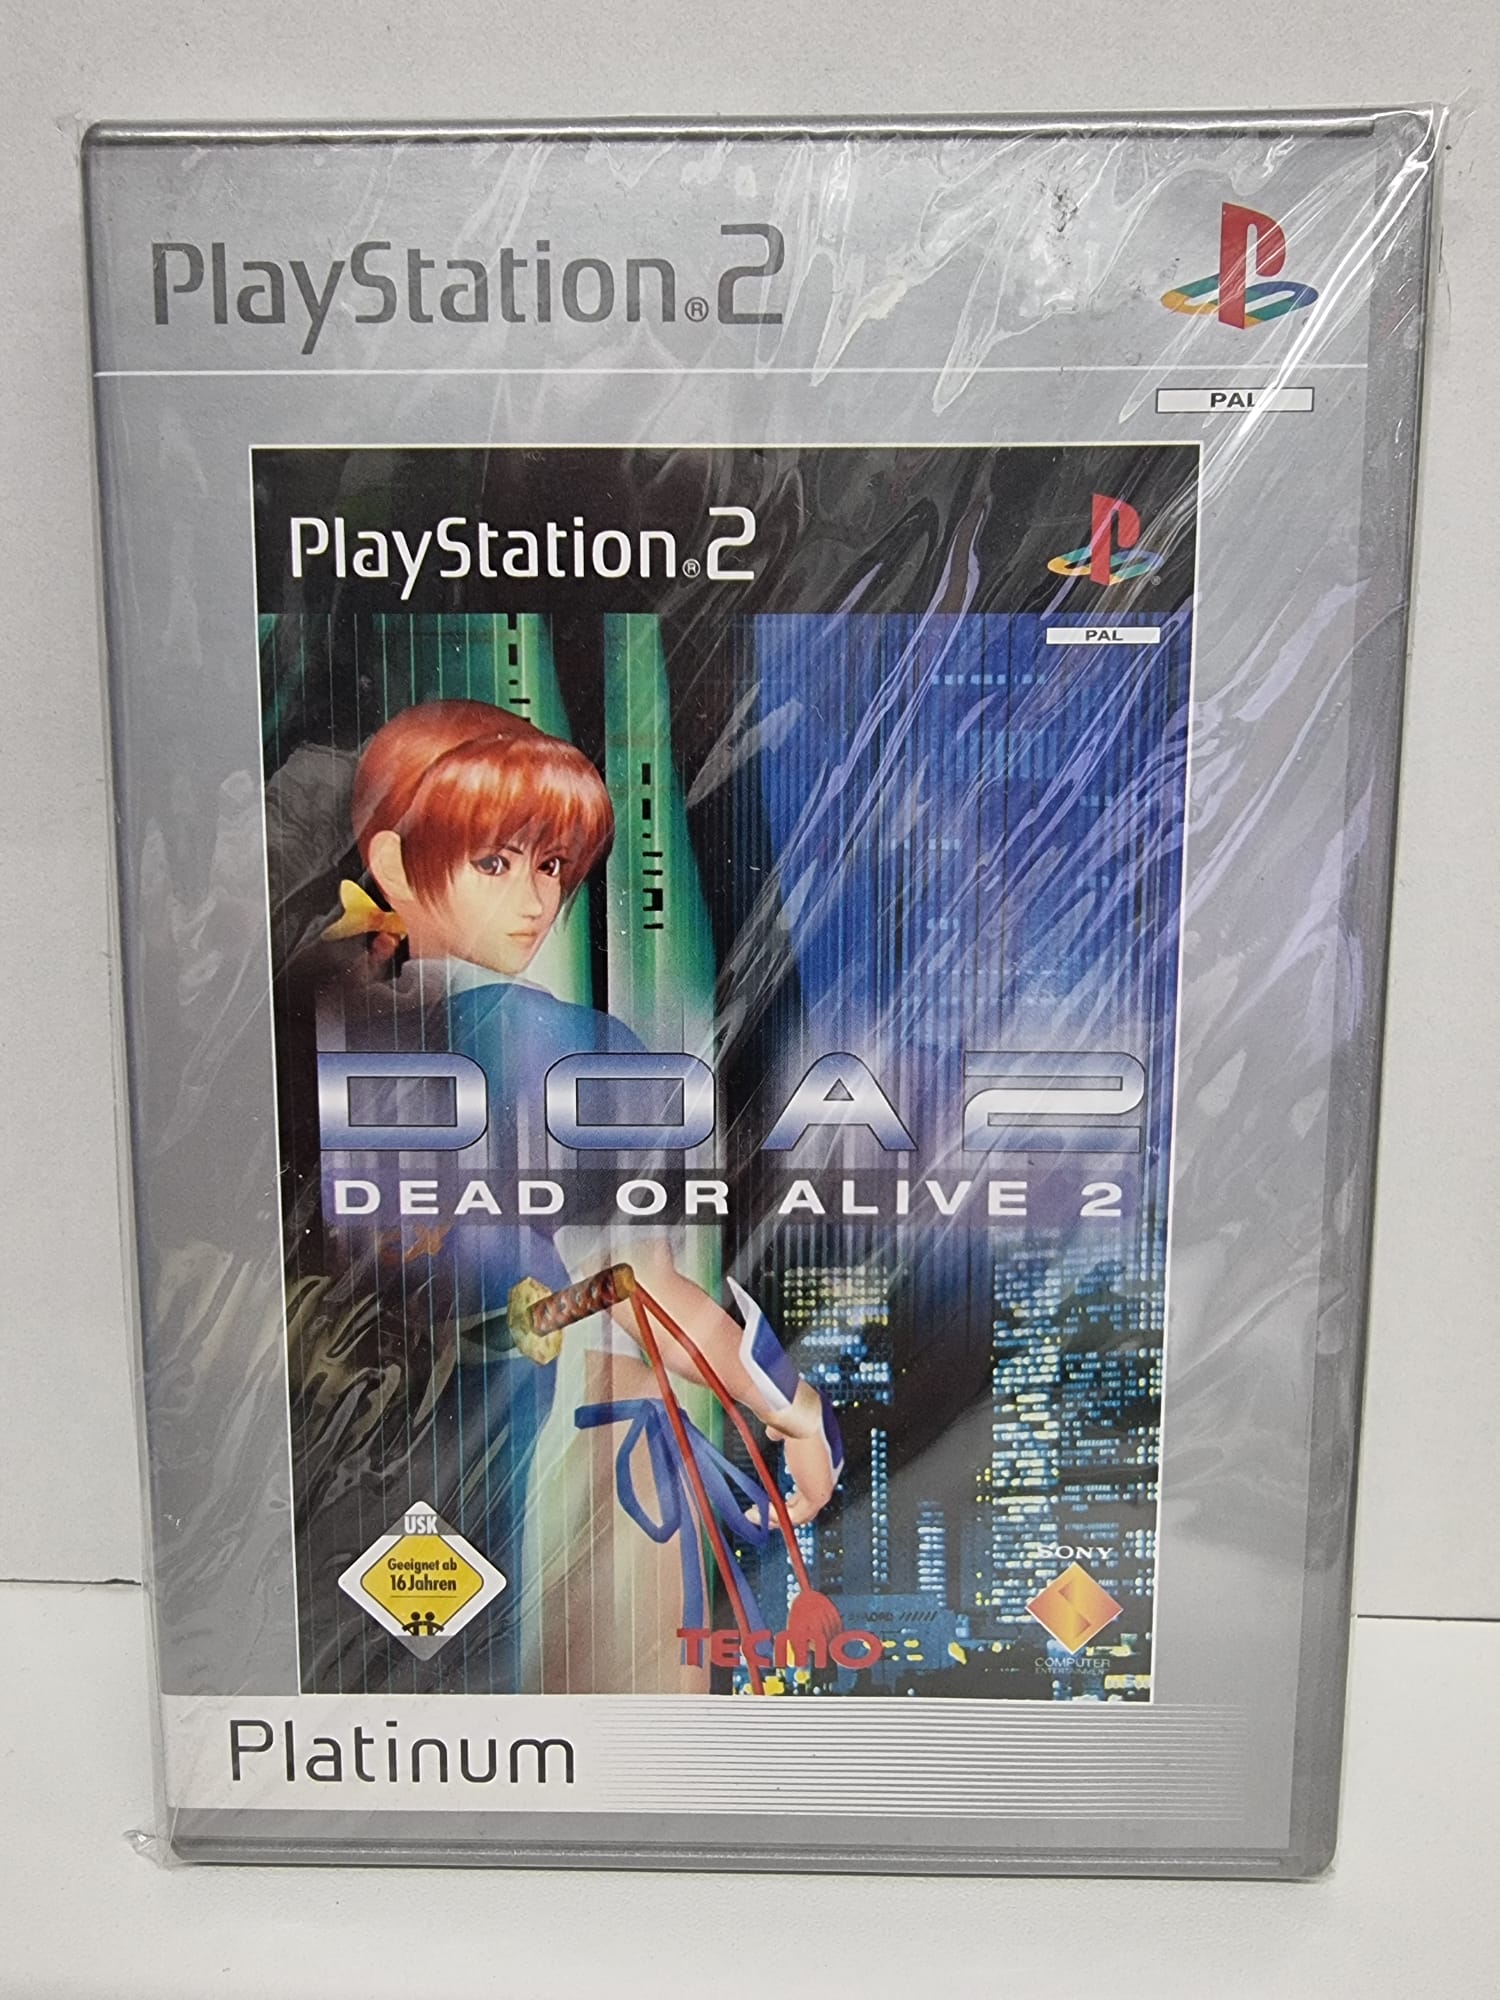 PlayStation®2
PAL
PlayStation®2
PAL
DOA2
DEAD OR ALIVE 2
USK
Geeignet ab
16 Jahren
SONY
TECMO
COMPUTER
ENTERTAINMENT
Platinum